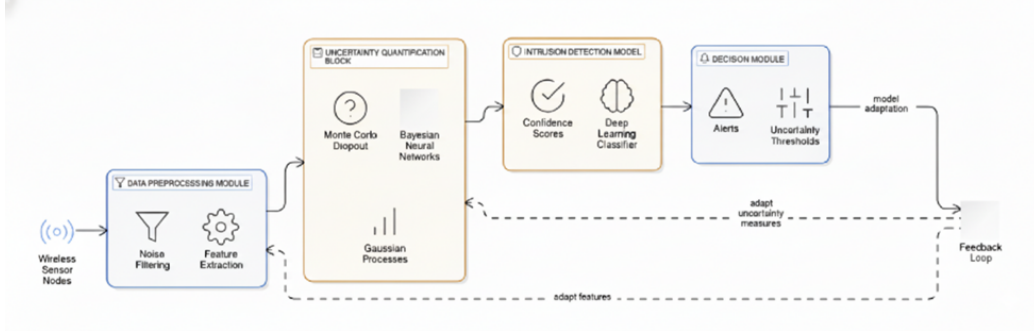 UNCERTAINTY QUANTIFICATION
BLOCK
INTRUSION DETECTION MODEL
DECISON MODULE
Monte Corlo
Diopout
Bayesian
Neural
Networks
Confidence
Scores
Deep
Learning
Classifier
Alerts
Uncertainty
Thresholds
model
adaptation
DATA PREPROCESSING MODULE
Wireless
Sensor
Nodes
Noise
Filtering
Feature
Extraction
Gaussian
Processes
adapt
uncertainty
measures
Feedback
Loop
adapt features